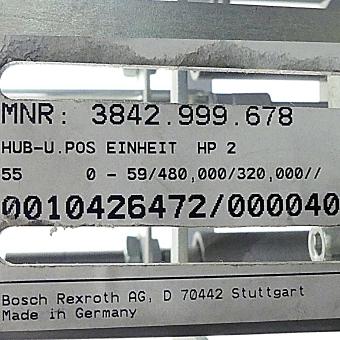 MNR: 3842.999.678
HUB-U.POS EINHEIT HP 2
55 0 - 59/480,000/320,000//
0010426472/000040
Bosch Rexroth AG, D 70442 Stuttgart
Made in Germany